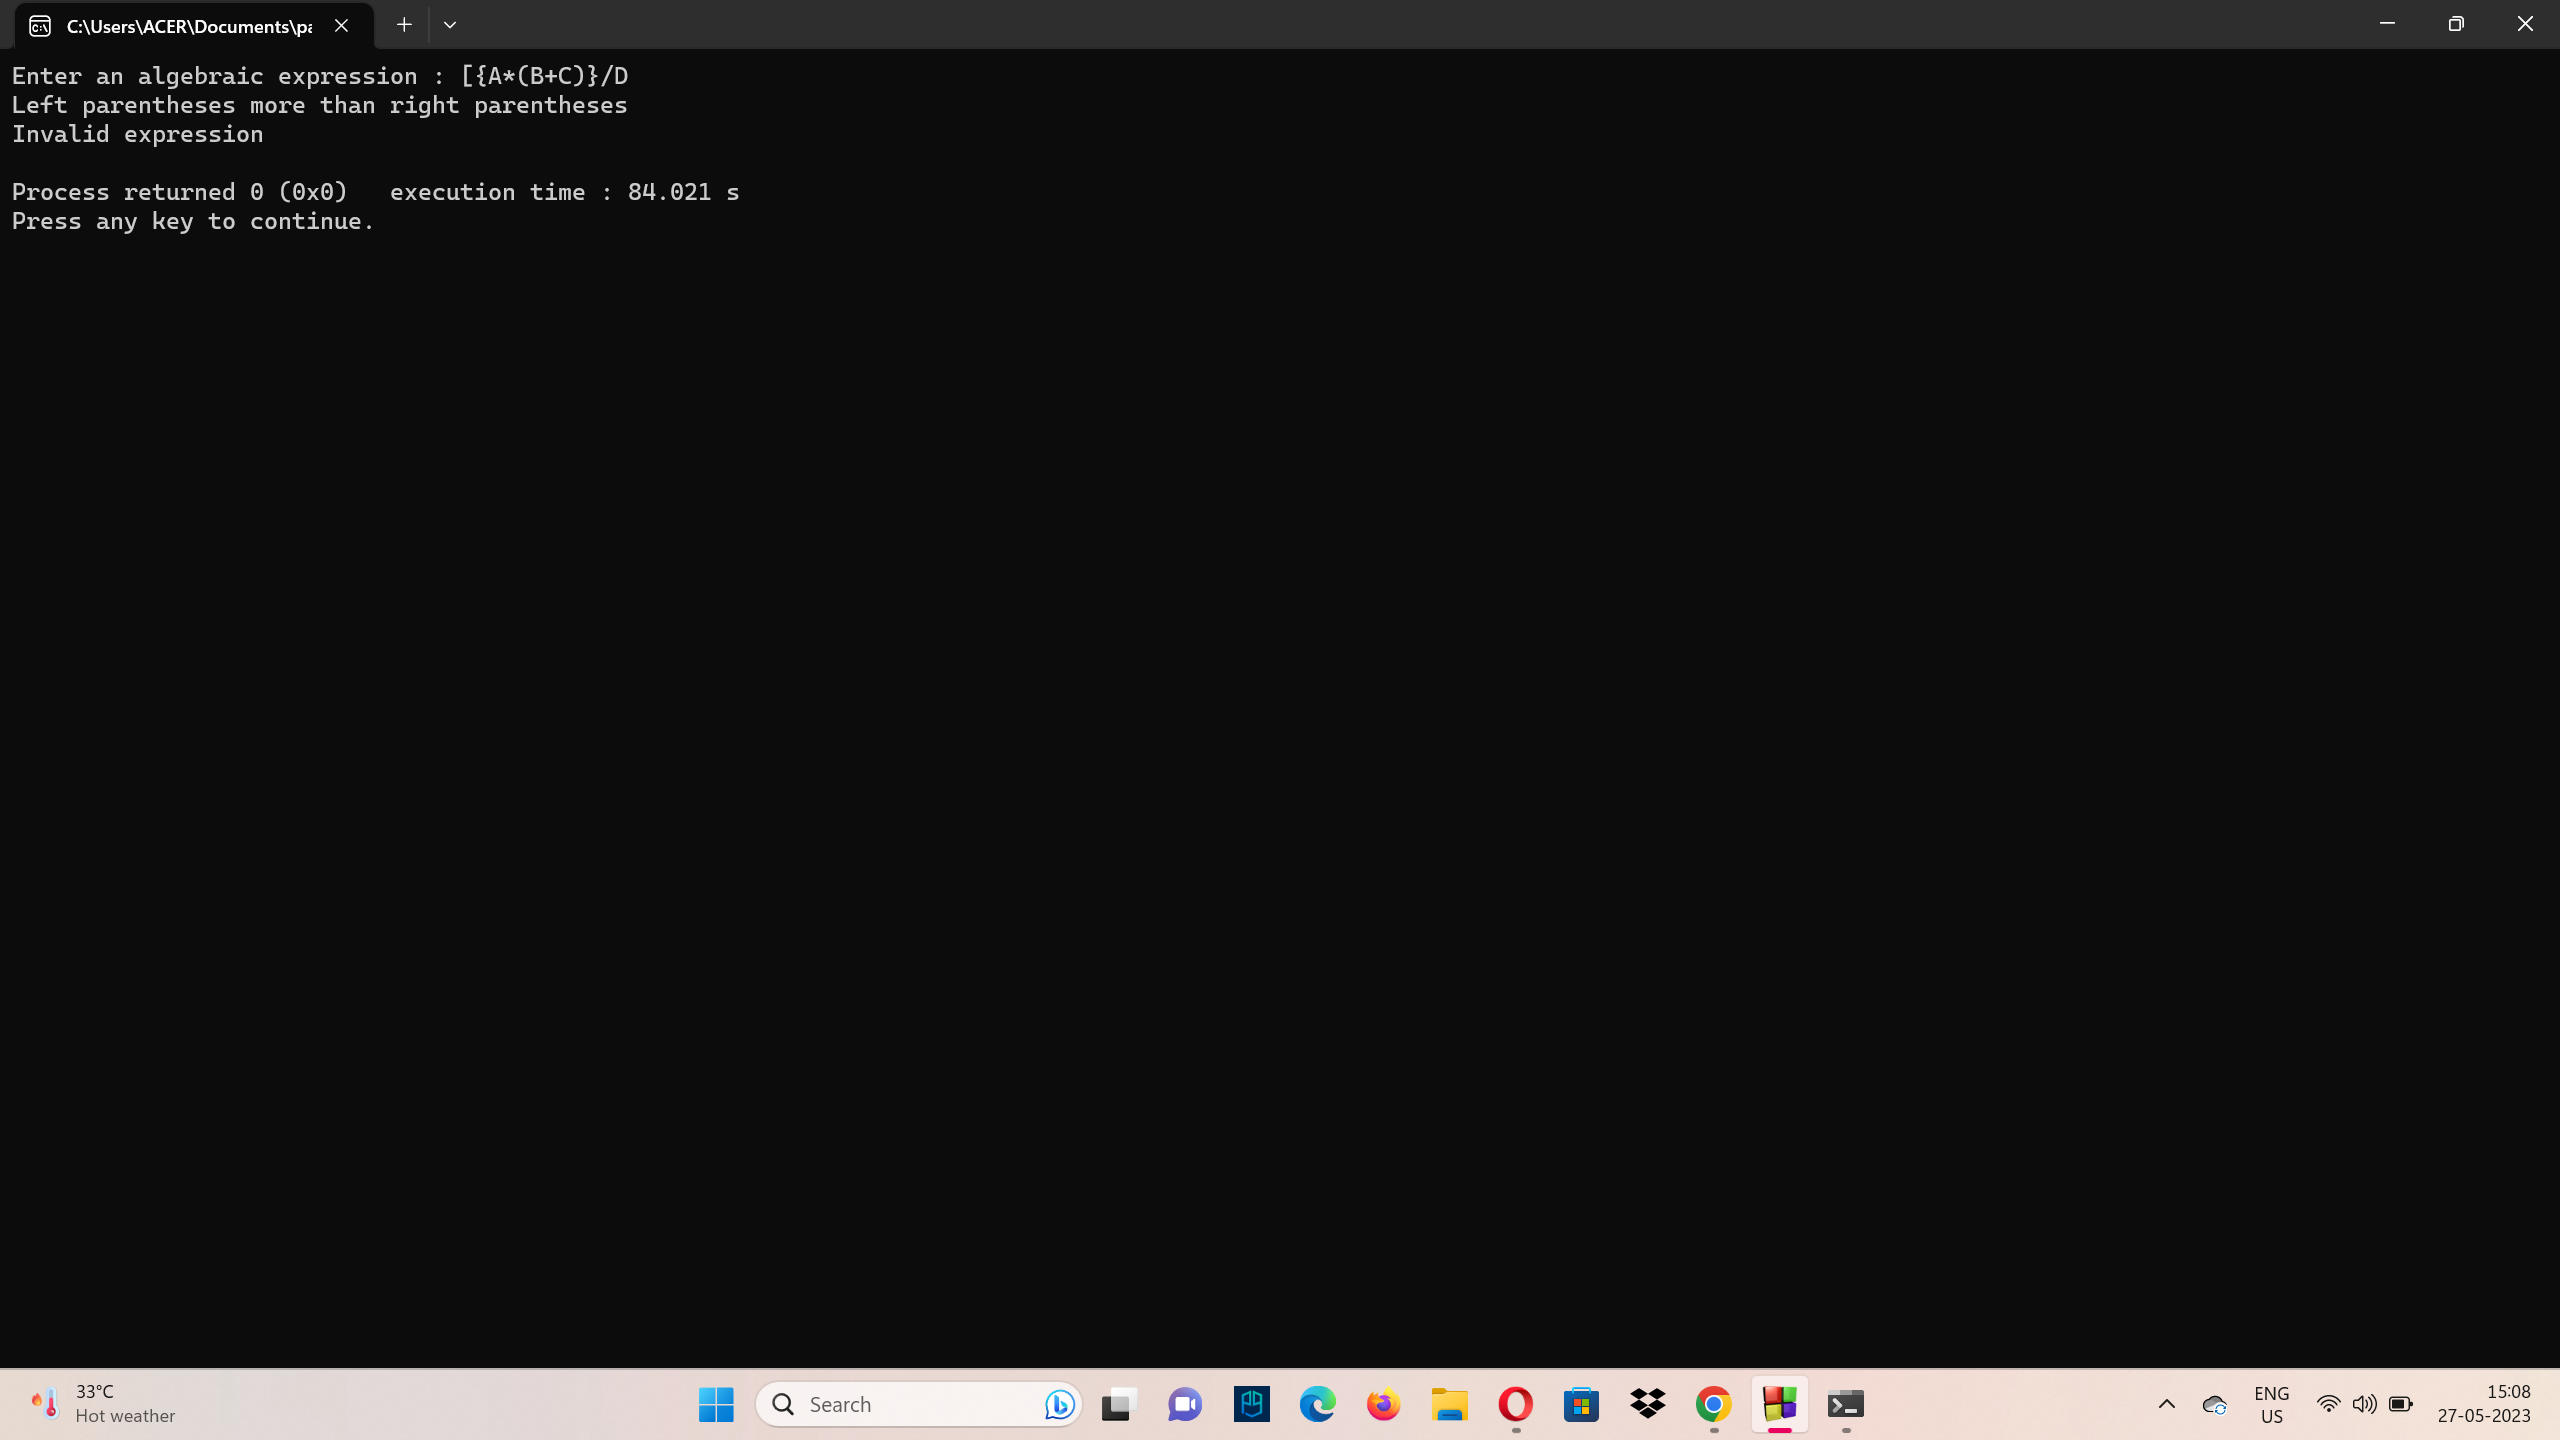 C:\Users\ACER\Documents\pa
Enter an algebraic expression : [{A*(B+C)}/D
Left parentheses more than right parentheses
Invalid expression
Process returned 0 (0x0)   execution time : 84.021 s
Press any key to continue.
33°C
Hot weather
Search
ENG
US
15:08
27-05-2023